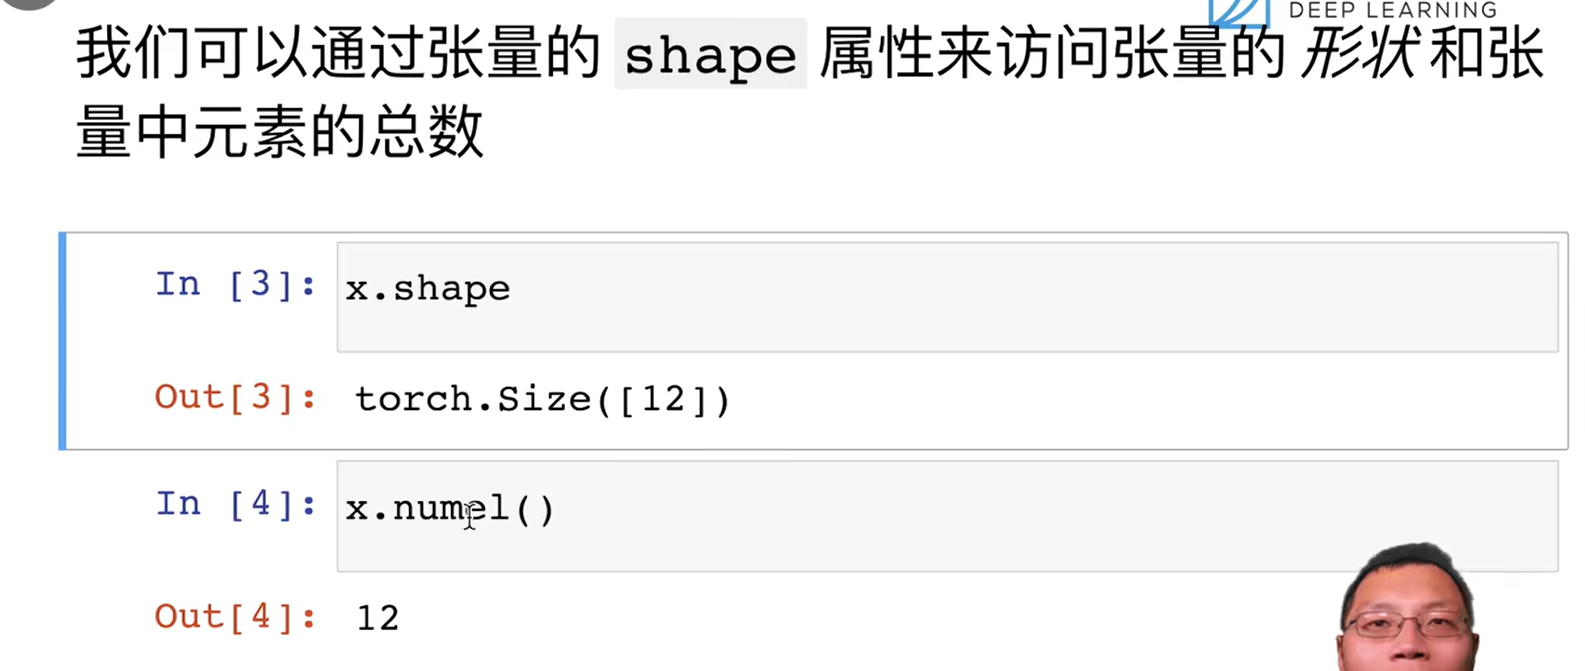 DEEP LEARNING
我们可以通过张量的 shape 属性来访问张量的 形状 和张
量中元素的总数
In [3]: x.shape
Out[3]: torch.Size([12])
In [4]: x.numel()
Out[4]: 12